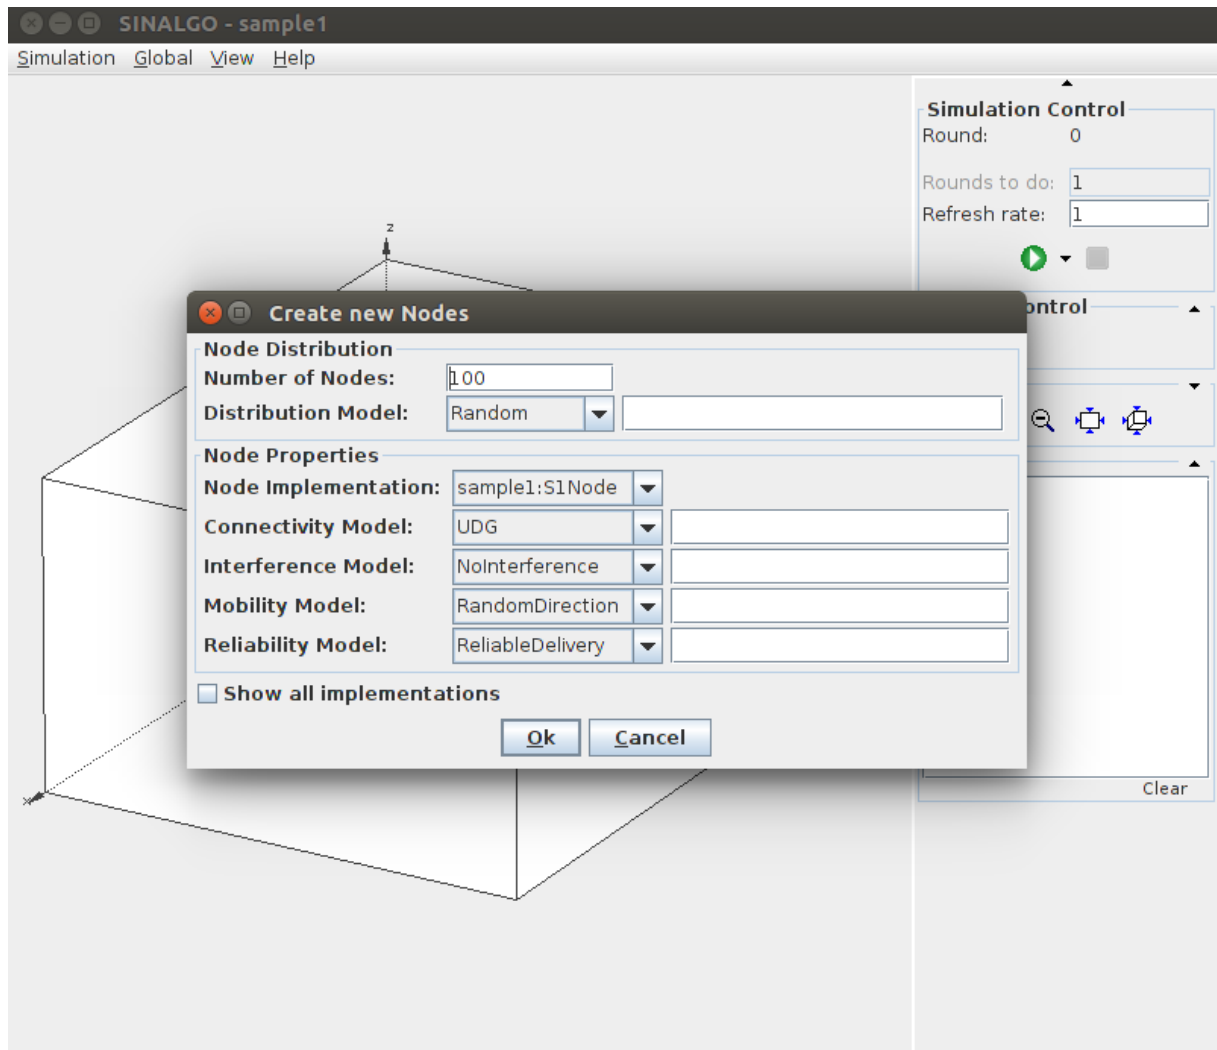 SINALGO - sample1
Simulation Global View Help
Simulation Control
Round: 0
Rounds to do: 1
Refresh rate: 1
z
Create new Nodes
Node Distribution
Number of Nodes: 100
Distribution Model: Random
Node Properties
Node Implementation: sample1:S1Node
Connectivity Model: UDG
Interference Model: NoInterference
Mobility Model: RandomDirection
Reliability Model: ReliableDelivery
Show all implementations
Ok Cancel
x
Clear